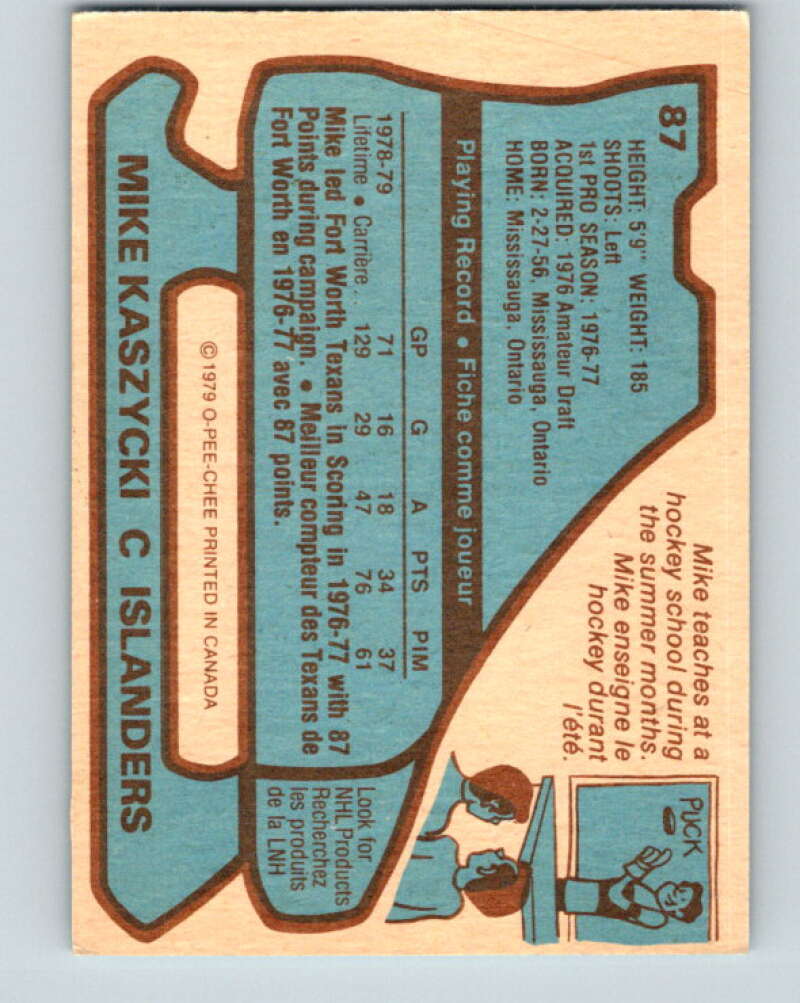 87
HEIGHT: 5'9" WEIGHT: 185
SHOOTS: Left
1st PRO SEASON: 1976-77
ACQUIRED: 1976 Amateur Draft
BORN: 2-27-56, Mississauga, Ontario
HOME: Mississauga, Ontario
Mike teaches at a
hockey school during
the summer months.
Mike enseigne le
hockey durant
l'été.
PUCK
Playing Record • Fiche comme joueur
GP G A PTS PIM
1978-79 71 16 18 34 37
Lifetime • Carrière... 129 29 47 76 61
Mike led Fort Worth Texans in Scoring in 1976-77 with 87
Points during campaign. • Meilleur compteur des Texans de
Fort Worth en 1976-77 avec 87 points.
Look for
NHL Products
Recherchez
les produits
de la LNH
© 1979 O-PEE-CHEE PRINTED IN CANADA
MIKE KASZYCKI C ISLANDERS